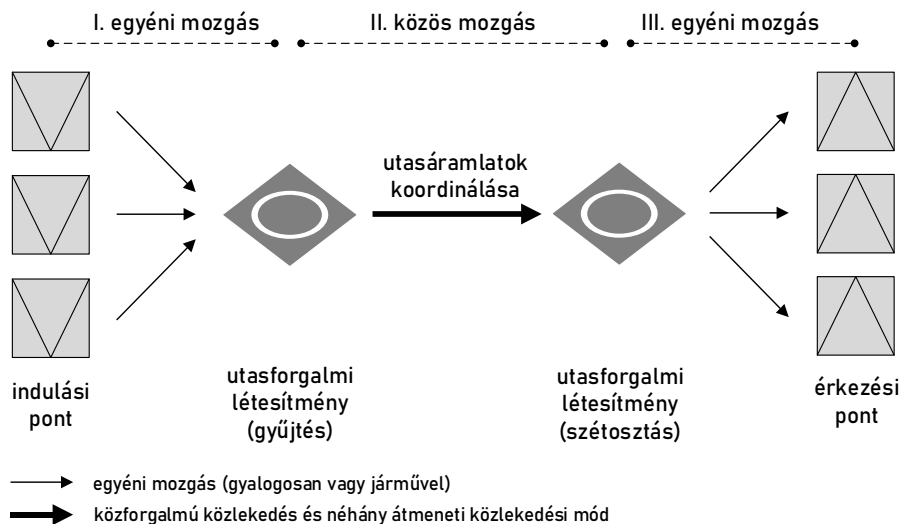 I. egyéni mozgás
II. közös mozgás
III. egyéni mozgás
utasáramlatok
koordinálása
indulási
pont
utasforgalmi
létesítmény
(gyűjtés)
utasforgalmi
létesítmény
(szétosztás)
érkezési
pont
egyéni mozgás (gyalogosan vagy járművel)
közforgalmú közlekedés és néhány átmeneti közlekedési mód